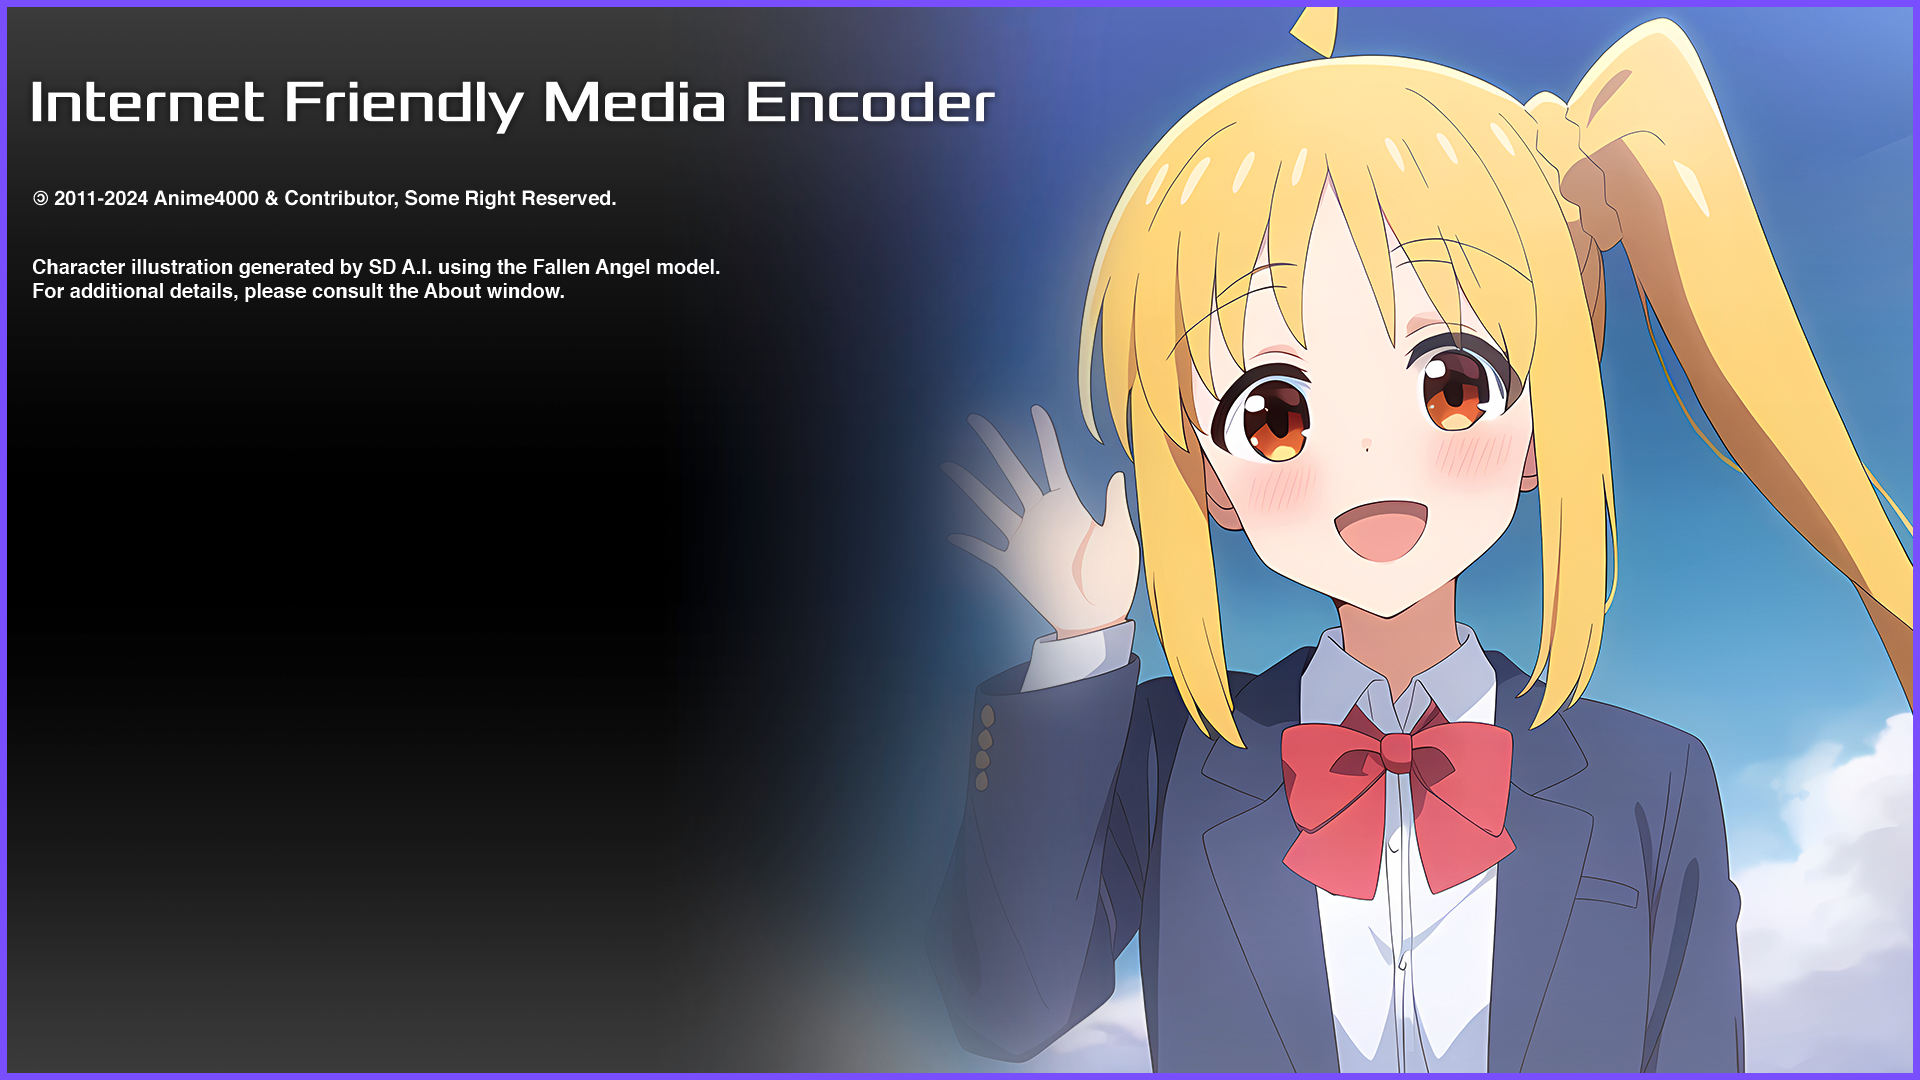 Internet Friendly Media Encoder
🄯 2011-2024 Anime4000 & Contributor, Some Right Reserved.
Character illustration generated by SD A.I. using the Fallen Angel model.
For additional details, please consult the About window.